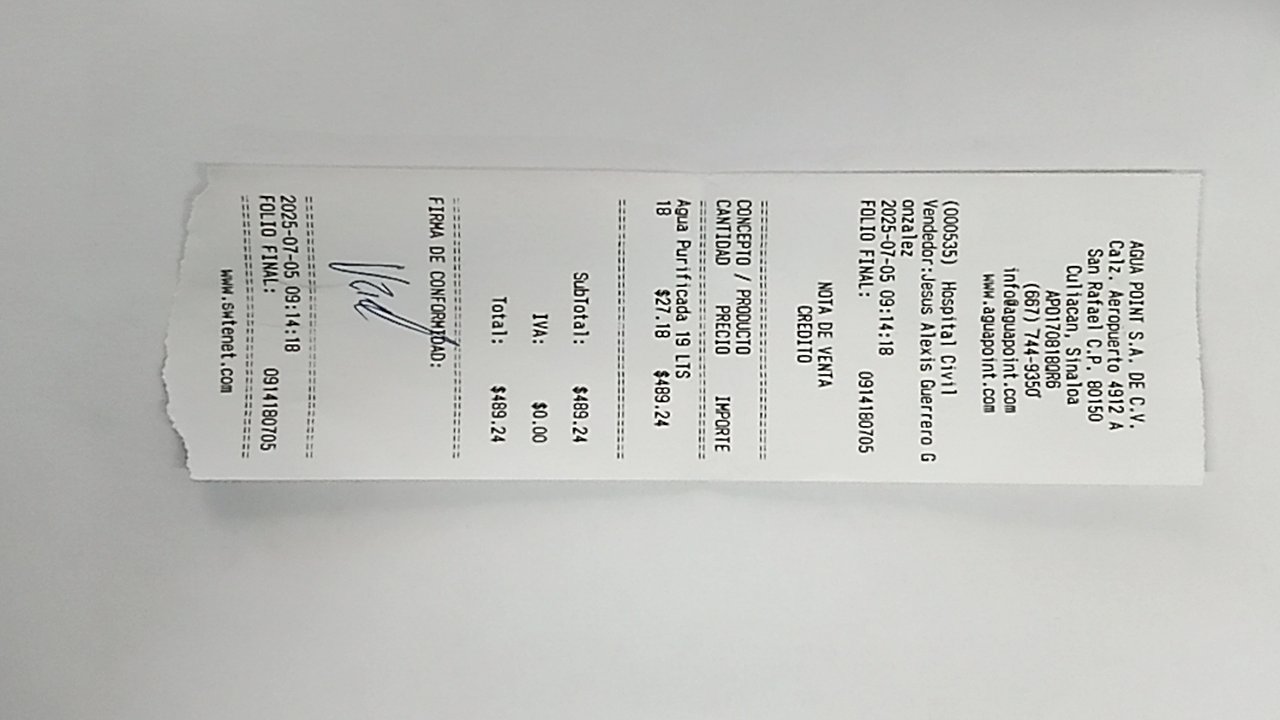 AGUA POINT S.A. DE C.V.
Calz. Aeropuerto 4912 A
San Rafael C.P. 80150
Culiacan, Sinaloa
APO170818QR6
(667) 744-9350
info@aguapoint.com
www.aguapoint.com
(000535) Hospital Civil
Vendedor:Jesus Alexis Guerrero G
onzalez
2025-07-05 09:14:18
FOLIO FINAL: 0914180705
NOTA DE VENTA
CREDITO
================================
CONCEPTO / PRODUCTO
CANTIDAD PRECIO IMPORTE
================================
Agua Purificada 19 LTS
18 $27.18 $489.24
================================
SubTotal: $489.24
IVA: $0.00
Total: $489.24
================================
FIRMA DE CONFORMIDAD:
================================
2025-07-05 09:14:18
FOLIO FINAL: 0914180705
================================
www.swtenet.com